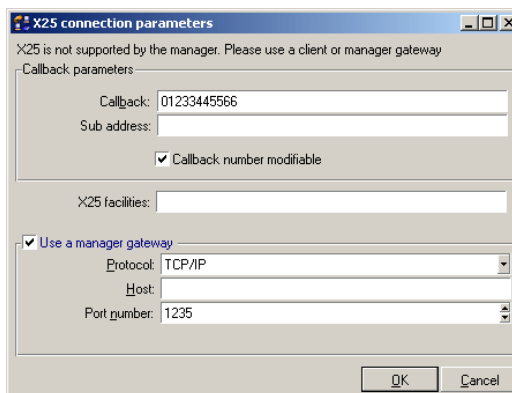 X25 connection parameters
X25 is not supported by the manager. Please use a client or manager gateway
Callback parameters
Callback: 01233445566
Sub address:
Callback number modifiable
X25 facilities:
Use a manager gateway
Protocol: TCP/IP
Host:
Port number: 1235
OK Cancel